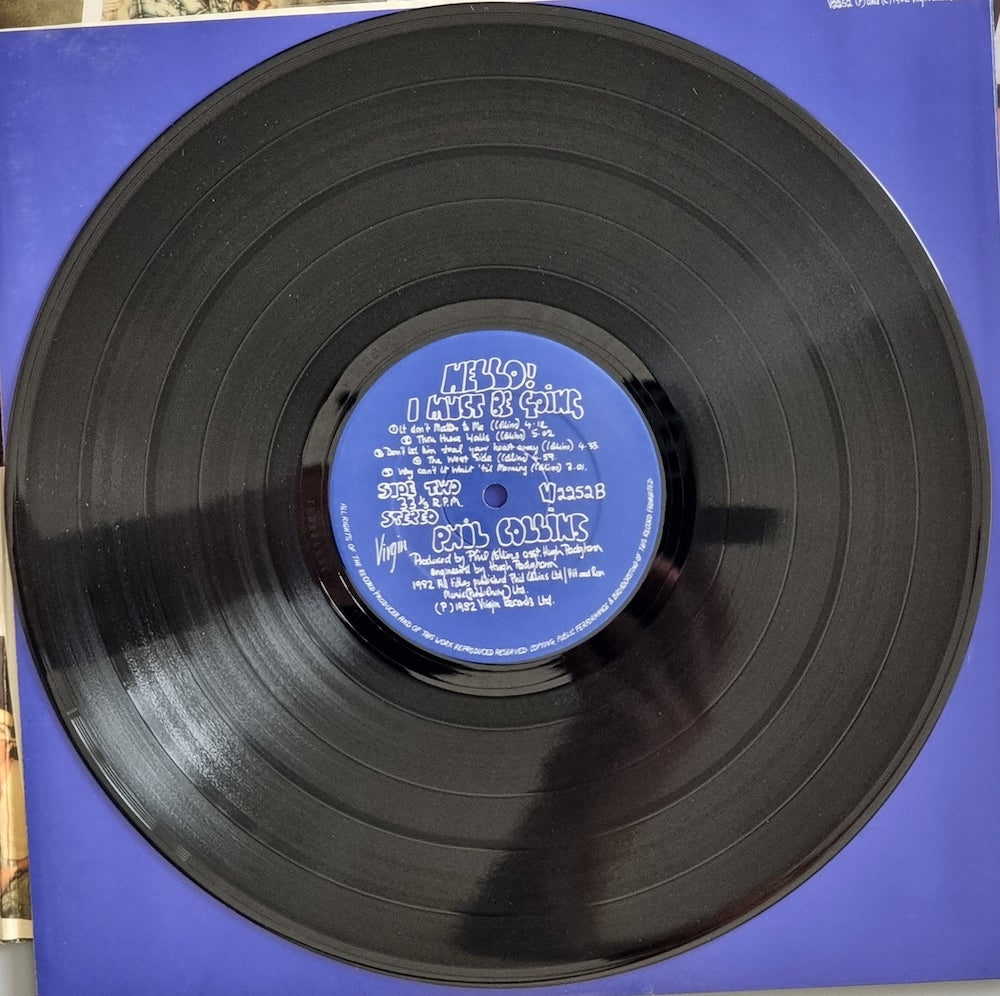 HELLO!
I MUST BE GOING
① It don't Matter to Me (Collins) 4.12
② Thru these Walls (Collins) 5.02
③ Don't let him steal your heart away (Collins) 4.33.
④ The West Side (Collins) 4.59.
⑤ Why can't it Wait 'til Morning (Collins) 3.01.
SIDE TWO
33⅓ R.P.M.
V2252B
STEREO
PHIL COLLINS
Virgin
Produced by Phil Collins asst. Hugh Padgham
engineered by Hugh Padgham
1982 All titles published Phil Collins Ltd / Hit and Run
Music (Publishing) Ltd.
(P) 1982 Virgin Records Ltd.
ALL RIGHTS OF THE RECORD PRODUCER AND OF THIS WORK REPRODUCED RESERVED. COPYING, PUBLIC PERFORMANCE & BROADCASTING OF THIS RECORD PROHIBITED.